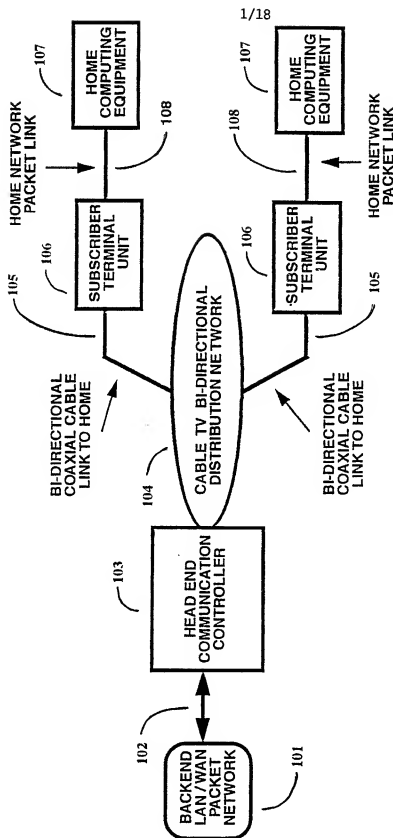 1/18
107
HOME
COMPUTING
EQUIPMENT
108
HOME NETWORK
PACKET LINK
106
SUBSCRIBER
TERMINAL
UNIT
105
BI-DIRECTIONAL
COAXIAL CABLE
LINK TO HOME
107
HOME
COMPUTING
EQUIPMENT
108
HOME NETWORK
PACKET LINK
106
SUBSCRIBER
TERMINAL
UNIT
105
BI-DIRECTIONAL
COAXIAL CABLE
LINK TO HOME
104
CABLE TV BI-DIRECTIONAL
DISTRIBUTION NETWORK
103
HEAD END
COMMUNICATION
CONTROLLER
102
BACKEND
LAN/WAN
PACKET
NETWORK
101